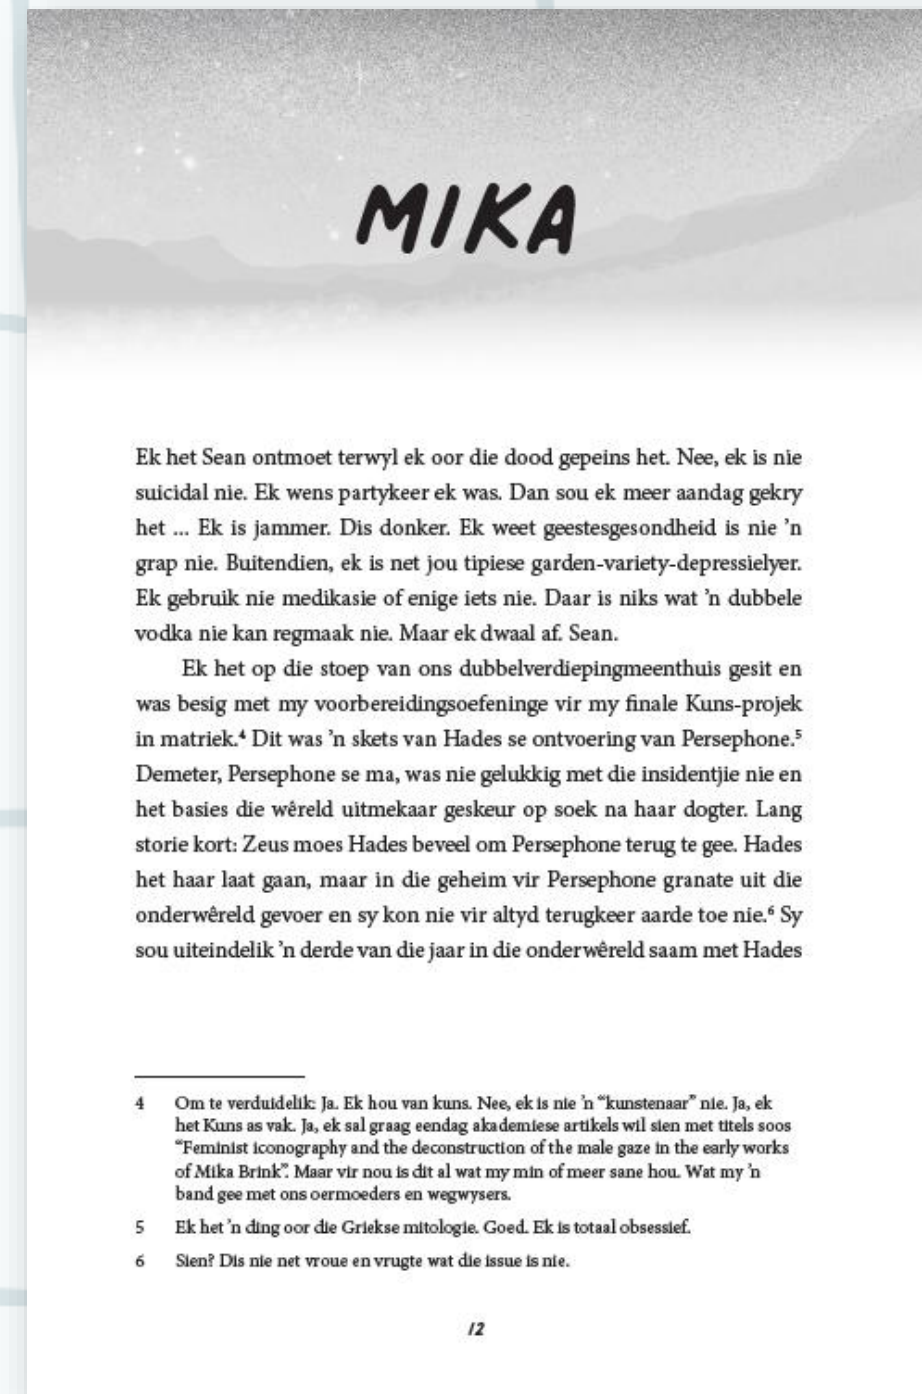 MIKA
Ek het Sean ontmoet terwyl ek oor die dood gepeins het. Nee, ek is nie
suicidal nie. Ek wens partykeer ek was. Dan sou ek meer aandag gekry
het ... Ek is jammer. Dis donker. Ek weet geestesgesondheid is nie ’n
grap nie. Buitendien, ek is net jou tipiese garden-variety-depressielyer.
Ek gebruik nie medikasie of enige iets nie. Daar is niks wat ’n dubbele
vodka nie kan regmaak nie. Maar ek dwaal af. Sean.
Ek het op die stoep van ons dubbelverdiepingmeenthuis gesit en
was besig met my voorbereidingsoefeninge vir my finale Kuns-projek
in matriek.⁴ Dit was ’n skets van Hades se ontvoering van Persephone.⁵
Demeter, Persephone se ma, was nie gelukkig met die insidentjie nie en
het basies die wêreld uitmekaar geskeur op soek na haar dogter. Lang
storie kort: Zeus moes Hades beveel om Persephone terug te gee. Hades
het haar laat gaan, maar in die geheim vir Persephone granate uit die
onderwêreld gevoer en sy kon nie vir altyd terugkeer aarde toe nie.⁶ Sy
sou uiteindelik ’n derde van die jaar in die onderwêreld saam met Hades
4 Om te verduidelik: Ja. Ek hou van kuns. Nee, ek is nie ’n “kunstenaar” nie. Ja, ek
het Kuns as vak. Ja, ek sal graag eendag akademiese artikels wil sien met titels soos
“Feminist iconography and the deconstruction of the male gaze in the early works
of Mika Brink”. Maar vir nou is dit al wat my min of meer sane hou. Wat my ’n
band gee met ons oermoeders en wegwysers.
5 Ek het ’n ding oor die Griekse mitologie. Goed. Ek is totaal obsessief.
6 Sien? Dis nie net vroue en vrugte wat die issue is nie.
12